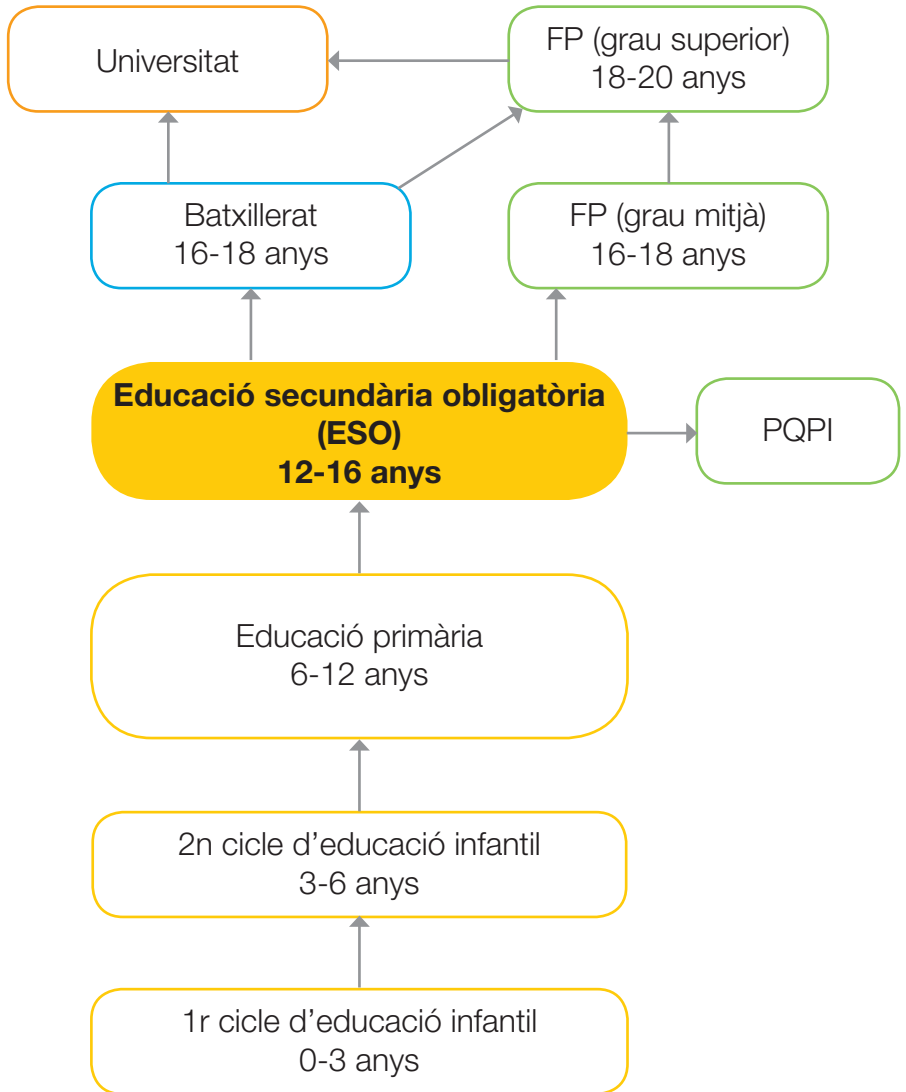 Universitat
FP (grau superior)
18-20 anys
Batxillerat
16-18 anys
FP (grau mitjà)
16-18 anys
Educació secundària obligatòria
(ESO)
12-16 anys
PQPI
Educació primària
6-12 anys
2n cicle d’educació infantil
3-6 anys
1r cicle d’educació infantil
0-3 anys